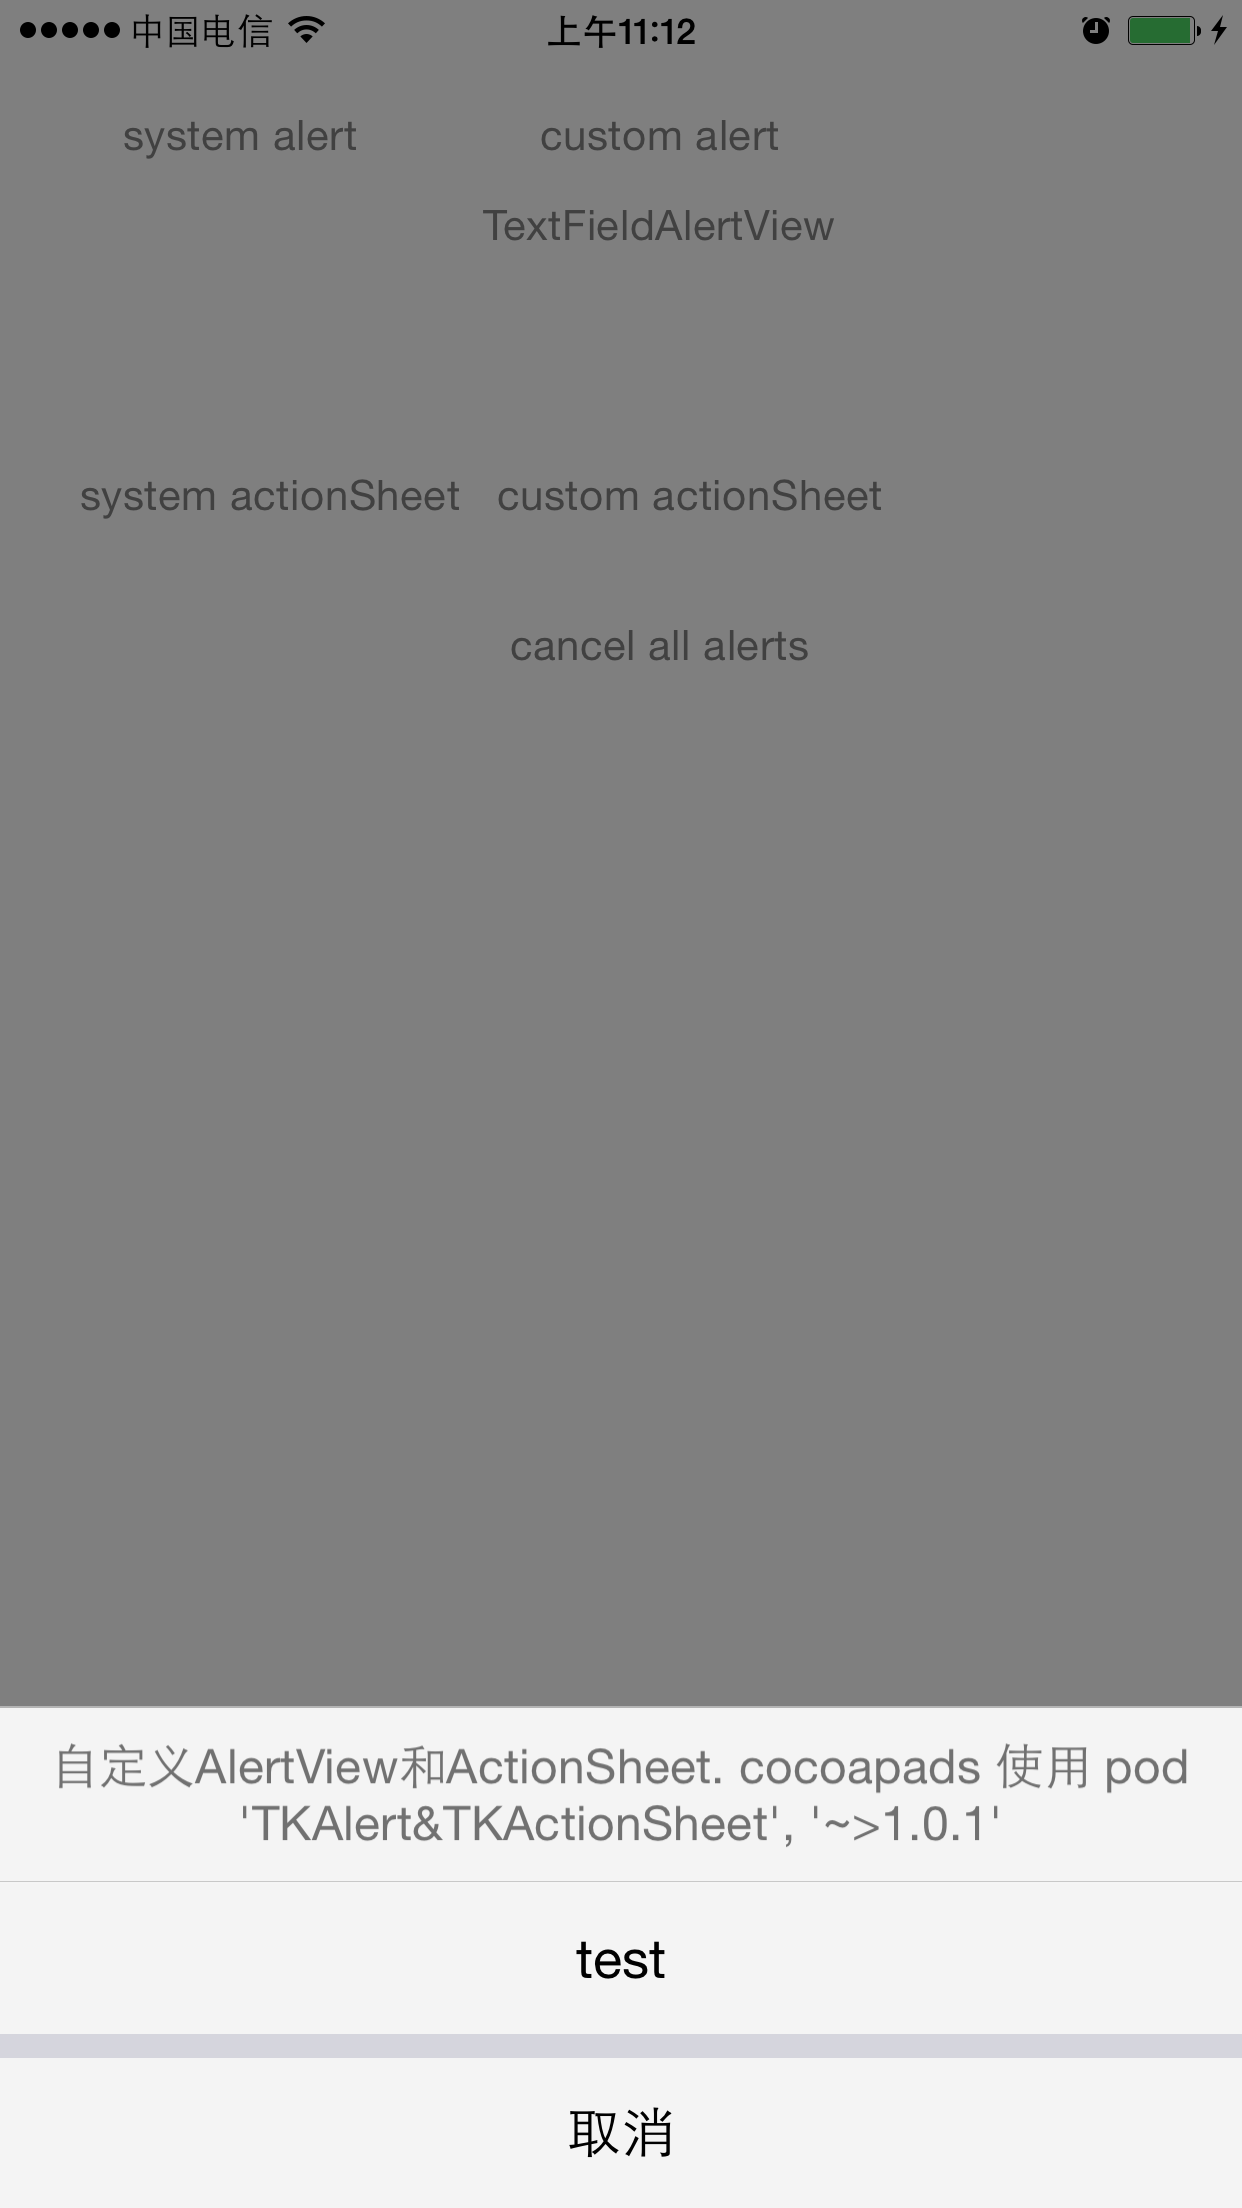 中国电信 上午11:12
system alert custom alert
TextFieldAlertView
system actionSheet custom actionSheet
cancel all alerts
自定义AlertView和ActionSheet. cocoapads 使用 pod
'TKAlert&TKActionSheet', '~>1.0.1'
test
取消